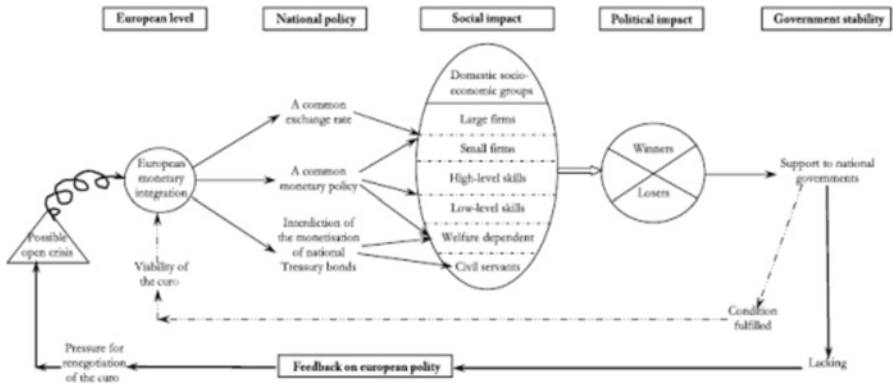 European level
National policy
Social impact
Political impact
Government stability
Domestic socio-
economic groups
A common
exchange rate
Large firms
Small firms
Winners
European
monetary
integration
A common
monetary policy
High-level skills
Support to national
governments
Losers
Low-level skills
Interdiction of
the monetisation
of national
Treasury bonds
Welfare dependent
Possible
open crisis
Civil servants
Viability of
the euro
Condition
fulfilled
Pressure for
renegotiation
of the euro
Feedback on european polity
Lacking